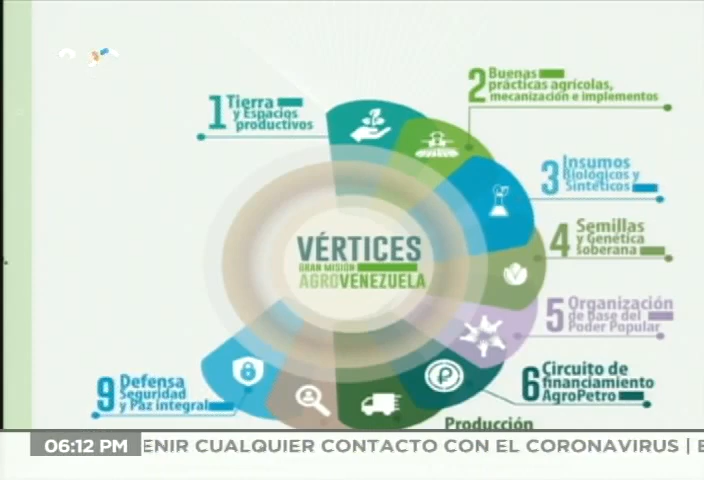 1 Tierra
y Espacios
productivos
2 Buenas
prácticas agrícolas,
mecanización e implementos
3 Insumos
Biológicos y
Sintéticos
4 Semillas
y Genética
soberana
5 Organización
de Base del
Poder Popular
6 Circuito de
financiamiento
AgroPetro
VÉRTICES
GRAN MISIÓN
AGROVENEZUELA
9 Defensa
Seguridad
y Paz integral
Producción
06:12 PM ENIR CUALQUIER CONTACTO CON EL CORONAVIRUS | E